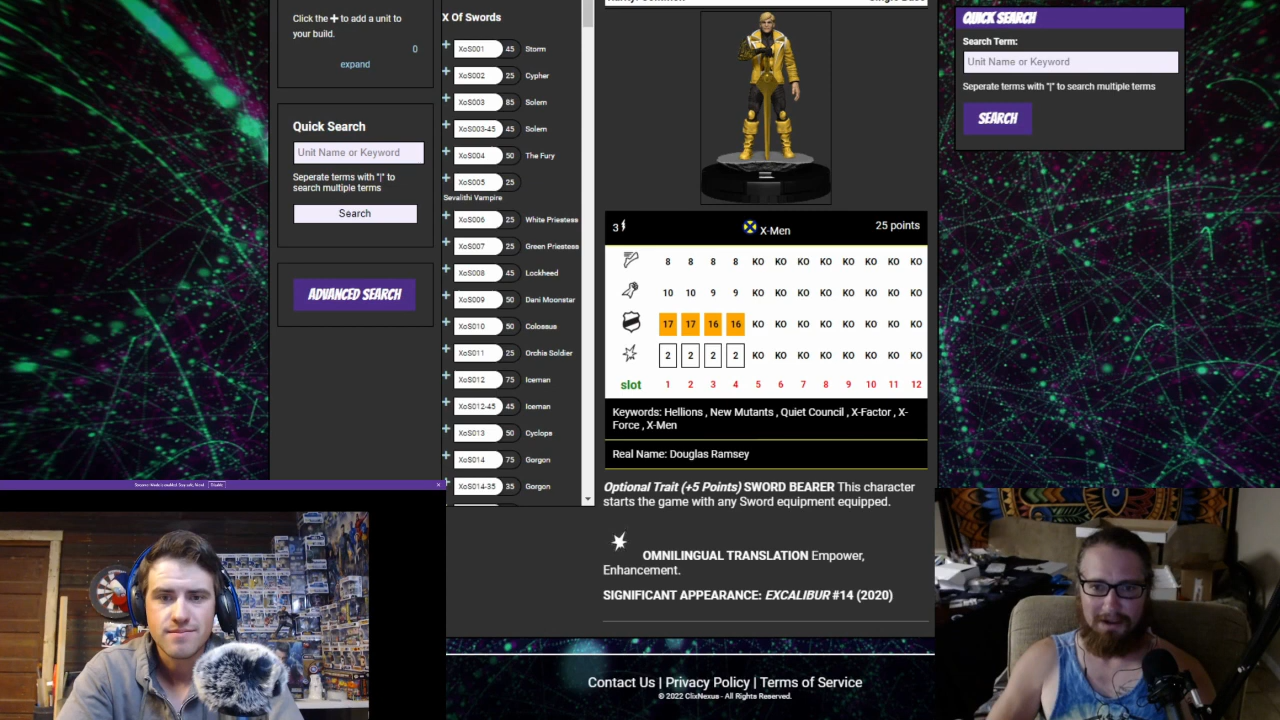 Click the + to add a unit to
your build.
0
expand
Quick Search
Unit Name or Keyword
Seperate terms with "|" to
search multiple terms
Search
ADVANCED SEARCH
X Of Swords
XoS001 45 Storm
XoS002 25 Cypher
XoS003 85 Solem
XoS003-45 45 Solem
XoS004 50 The Fury
XoS005 25
Sevalithi Vampire
XoS006 25 White Priestess
XoS007 25 Green Priestess
XoS008 45 Lockheed
XoS009 50 Dani Moonstar
XoS010 50 Colossus
XoS011 25 Orchis Soldier
XoS012 75 Iceman
XoS012-45 45 Iceman
XoS013 50 Cyclops
XoS014 75 Gorgon
XoS014-35 35 Gorgon
3 X-Men 25 points
8 8 8 8 KO KO KO KO KO KO KO KO
10 10 9 9 KO KO KO KO KO KO KO KO
17 17 16 16 KO KO KO KO KO KO KO KO
2 2 2 2 KO KO KO KO KO KO KO KO
slot 1 2 3 4 5 6 7 8 9 10 11 12
Keywords: Hellions , New Mutants , Quiet Council , X-Factor , X-
Force , X-Men
Real Name: Douglas Ramsey
Optional Trait (+5 Points) SWORD BEARER This character
starts the game with any Sword equipment equipped.
OMNILINGUAL TRANSLATION Empower,
Enhancement.
SIGNIFICANT APPEARANCE: EXCALIBUR #14 (2020)
Contact Us | Privacy Policy | Terms of Service
© 2022 ClixNexus - All Rights Reserved.
QUICK SEARCH
Search Term:
Unit Name or Keyword
Seperate terms with "|" to search multiple terms
SEARCH